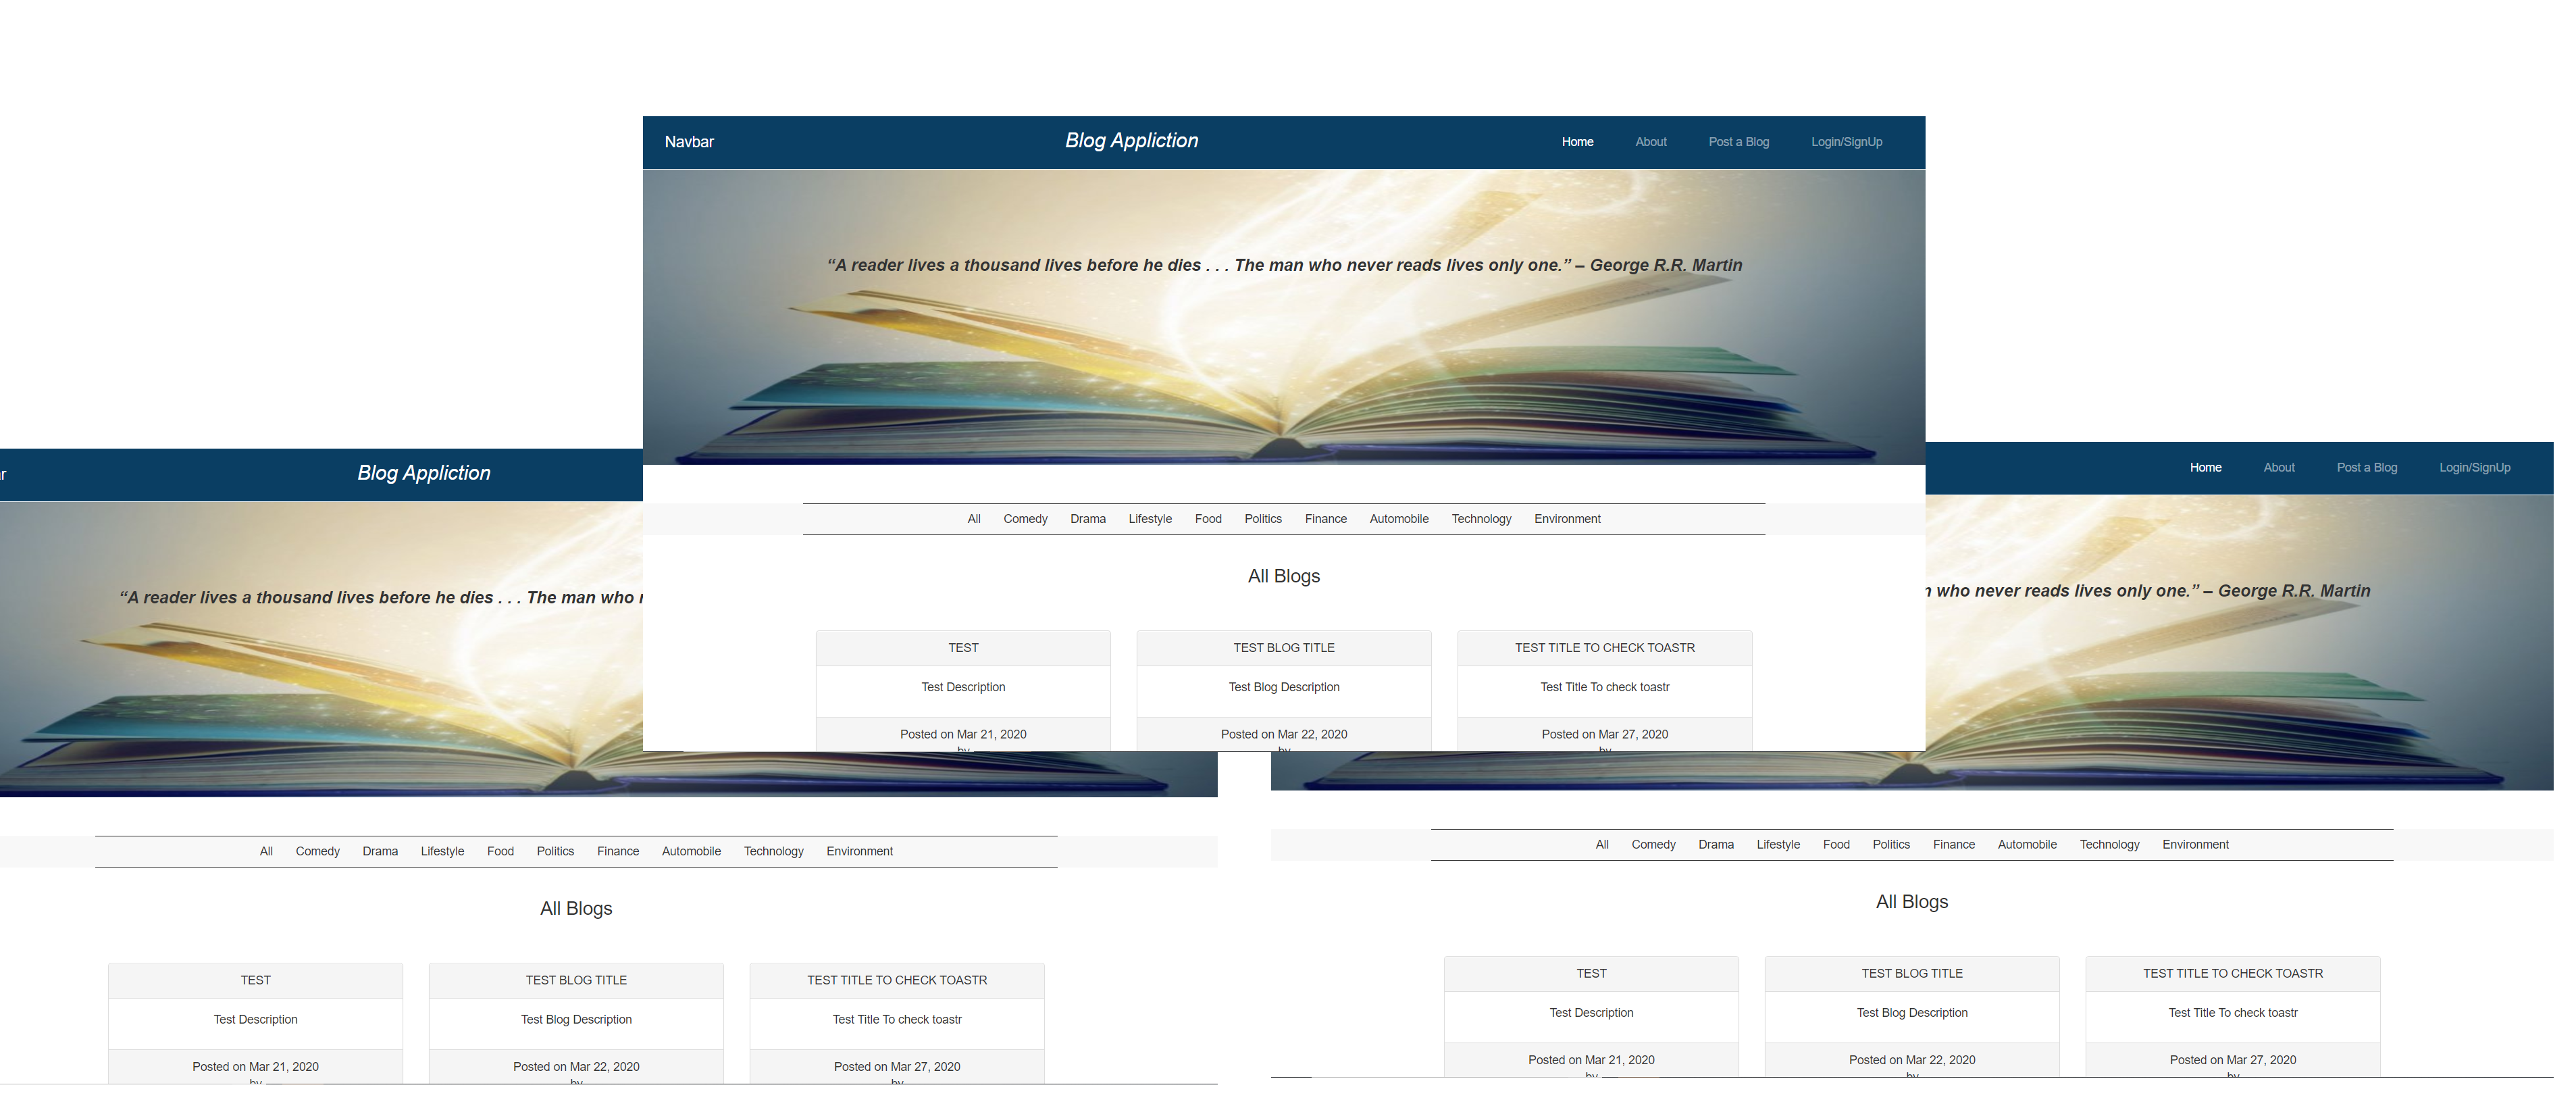 Navbar Blog Appliction Home About Post a Blog Login/SignUp
“A reader lives a thousand lives before he dies . . . The man who never reads lives only one.” – George R.R. Martin
All Comedy Drama Lifestyle Food Politics Finance Automobile Technology Environment
All Blogs
TEST TEST BLOG TITLE TEST TITLE TO CHECK TOASTR
Test Description Test Blog Description Test Title To check toastr
Posted on Mar 21, 2020 Posted on Mar 22, 2020 Posted on Mar 27, 2020
by by by
Blog Appliction
“A reader lives a thousand lives before he dies . . . The man who
All Comedy Drama Lifestyle Food Politics Finance Automobile Technology Environment
All Blogs
TEST TEST BLOG TITLE TEST TITLE TO CHECK TOASTR
Test Description Test Blog Description Test Title To check toastr
Posted on Mar 21, 2020 Posted on Mar 22, 2020 Posted on Mar 27, 2020
by by by
Home About Post a Blog Login/SignUp
who never reads lives only one.” – George R.R. Martin
All Comedy Drama Lifestyle Food Politics Finance Automobile Technology Environment
All Blogs
TEST TEST BLOG TITLE TEST TITLE TO CHECK TOASTR
Test Description Test Blog Description Test Title To check toastr
Posted on Mar 21, 2020 Posted on Mar 22, 2020 Posted on Mar 27, 2020
by by by